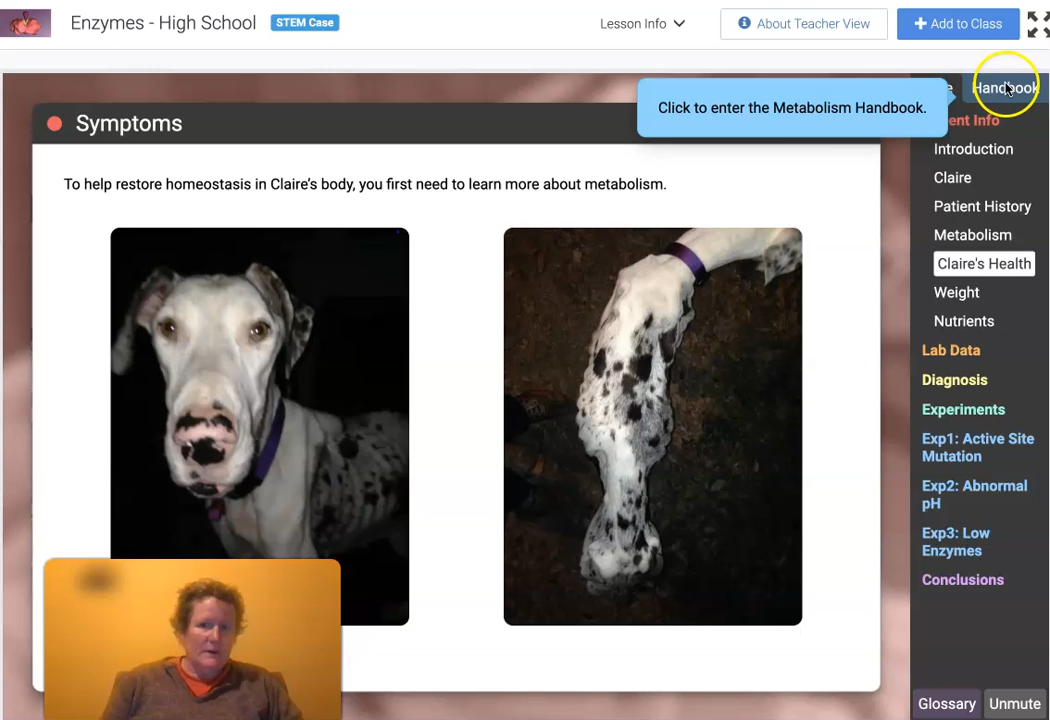 Enzymes - High School STEM Case
Lesson Info
About Teacher View
Add to Class
Handbook
Click to enter the Metabolism Handbook.
Symptoms
To help restore homeostasis in Claire's body, you first need to learn more about metabolism.
Info
Introduction
Claire
Patient History
Metabolism
Claire's Health
Weight
Nutrients
Lab Data
Diagnosis
Experiments
Exp1: Active Site
Mutation
Exp2: Abnormal
pH
Exp3: Low
Enzymes
Conclusions
Glossary
Unmute